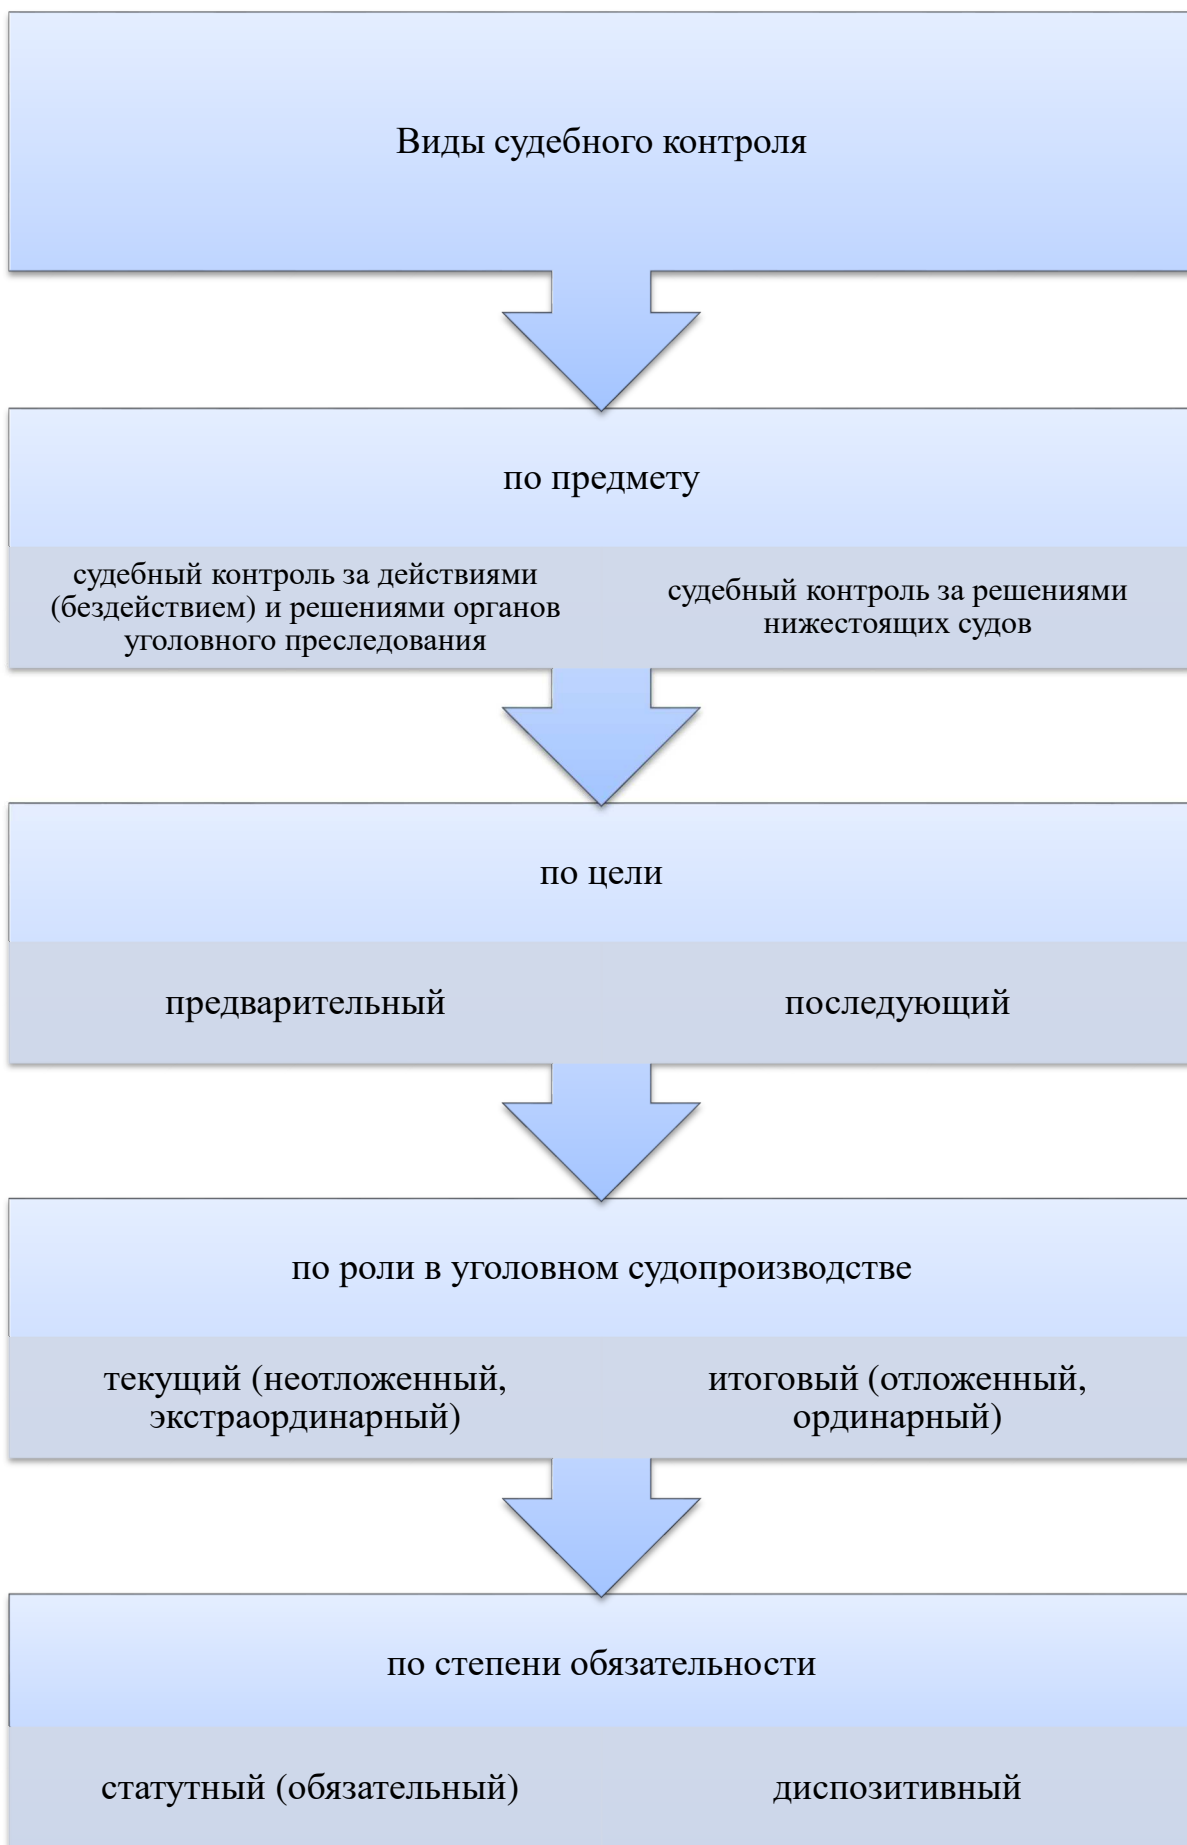 Виды судебного контроля
по предмету
судебный контроль за действиями
(бездействием) и решениями органов
уголовного преследования
судебный контроль за решениями
нижестоящих судов
по цели
предварительный
последующий
по роли в уголовном судопроизводстве
текущий (неотложенный,
экстраординарный)
итоговый (отложенный,
ординарный)
по степени обязательности
статутный (обязательный)
диспозитивный